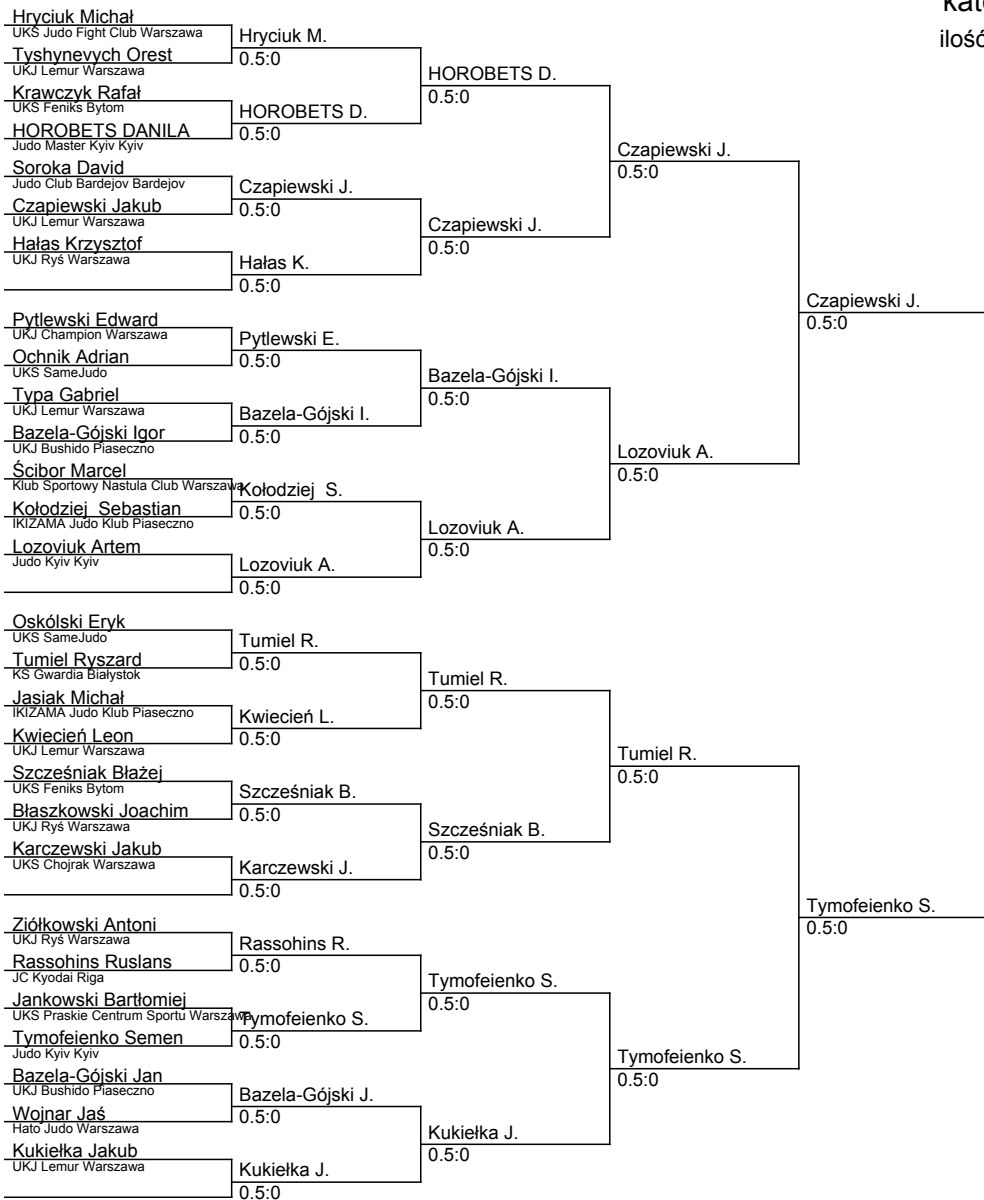 kat
ilość
Hryciuk Michał
UKS Judo Fight Club Warszawa
Tyshynevych Orest
UKJ Lemur Warszawa
Krawczyk Rafał
UKS Feniks Bytom
HOROBETS DANILA
Judo Master Kyiv Kyiv
Soroka David
Judo Club Bardejov Bardejov
Czapiewski Jakub
UKJ Lemur Warszawa
Hałas Krzysztof
UKJ Ryś Warszawa
Pytlewski Edward
UKJ Champion Warszawa
Ochnik Adrian
UKS SameJudo
Typa Gabriel
UKJ Lemur Warszawa
Bazela-Gójski Igor
UKJ Bushido Piaseczno
Ścibor Marcel
Klub Sportowy Nastula Club Warszawa
Kołodziej  Sebastian
IKIZAMA Judo Klub Piaseczno
Lozoviuk Artem
Judo Kyiv Kyiv
Oskólski Eryk
UKS SameJudo
Tumiel Ryszard
KS Gwardia Białystok
Jasiak Michał
IKIZAMA Judo Klub Piaseczno
Kwiecień Leon
UKJ Lemur Warszawa
Szcześniak Błażej
UKS Feniks Bytom
Błaszkowski Joachim
UKJ Ryś Warszawa
Karczewski Jakub
UKS Chojrak Warszawa
Ziółkowski Antoni
UKJ Ryś Warszawa
Rassohins Ruslans
JC Kyodai Riga
Jankowski Bartłomiej
UKS Praskie Centrum Sportu Warszawa
Tymofeienko Semen
Judo Kyiv Kyiv
Bazela-Gójski Jan
UKJ Bushido Piaseczno
Wojnar Jaś
Hato Judo Warszawa
Kukiełka Jakub
UKJ Lemur Warszawa
Hryciuk M.
0.5:0
HOROBETS D.
0.5:0
Czapiewski J.
0.5:0
Hałas K.
0.5:0
Pytlewski E.
0.5:0
Bazela-Gójski I.
0.5:0
Kołodziej  S.
0.5:0
Lozoviuk A.
0.5:0
Tumiel R.
0.5:0
Kwiecień L.
0.5:0
Szcześniak B.
0.5:0
Karczewski J.
0.5:0
Rassohins R.
0.5:0
Tymofeienko S.
0.5:0
Bazela-Gójski J.
0.5:0
Kukiełka J.
0.5:0
HOROBETS D.
0.5:0
Czapiewski J.
0.5:0
Bazela-Gójski I.
0.5:0
Lozoviuk A.
0.5:0
Tumiel R.
0.5:0
Szcześniak B.
0.5:0
Tymofeienko S.
0.5:0
Kukiełka J.
0.5:0
Czapiewski J.
0.5:0
Lozoviuk A.
0.5:0
Tumiel R.
0.5:0
Tymofeienko S.
0.5:0
Czapiewski J.
0.5:0
Tymofeienko S.
0.5:0